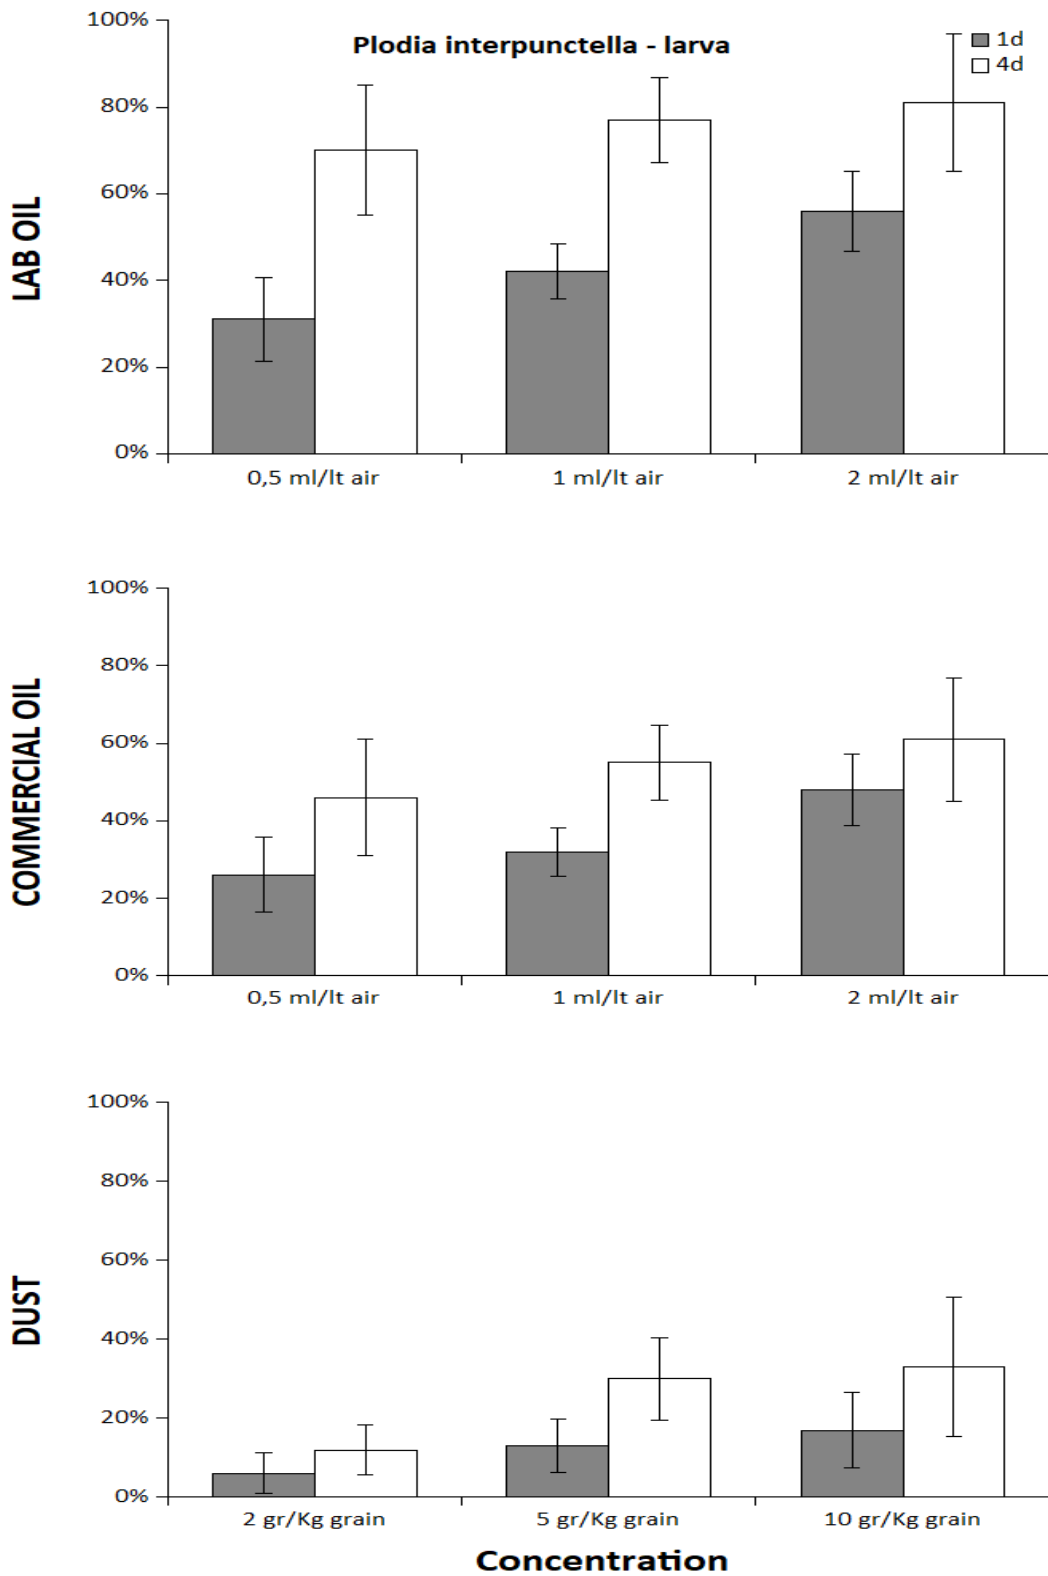 Plodia interpunctella - larva
1d
4d
LAB OIL
100%
80%
60%
40%
20%
0%
0,5 ml/lt air
1 ml/lt air
2 ml/lt air
COMMERCIAL OIL
100%
80%
60%
40%
20%
0%
0,5 ml/lt air
1 ml/lt air
2 ml/lt air
DUST
100%
80%
60%
40%
20%
0%
2 gr/Kg grain
5 gr/Kg grain
10 gr/Kg grain
Concentration